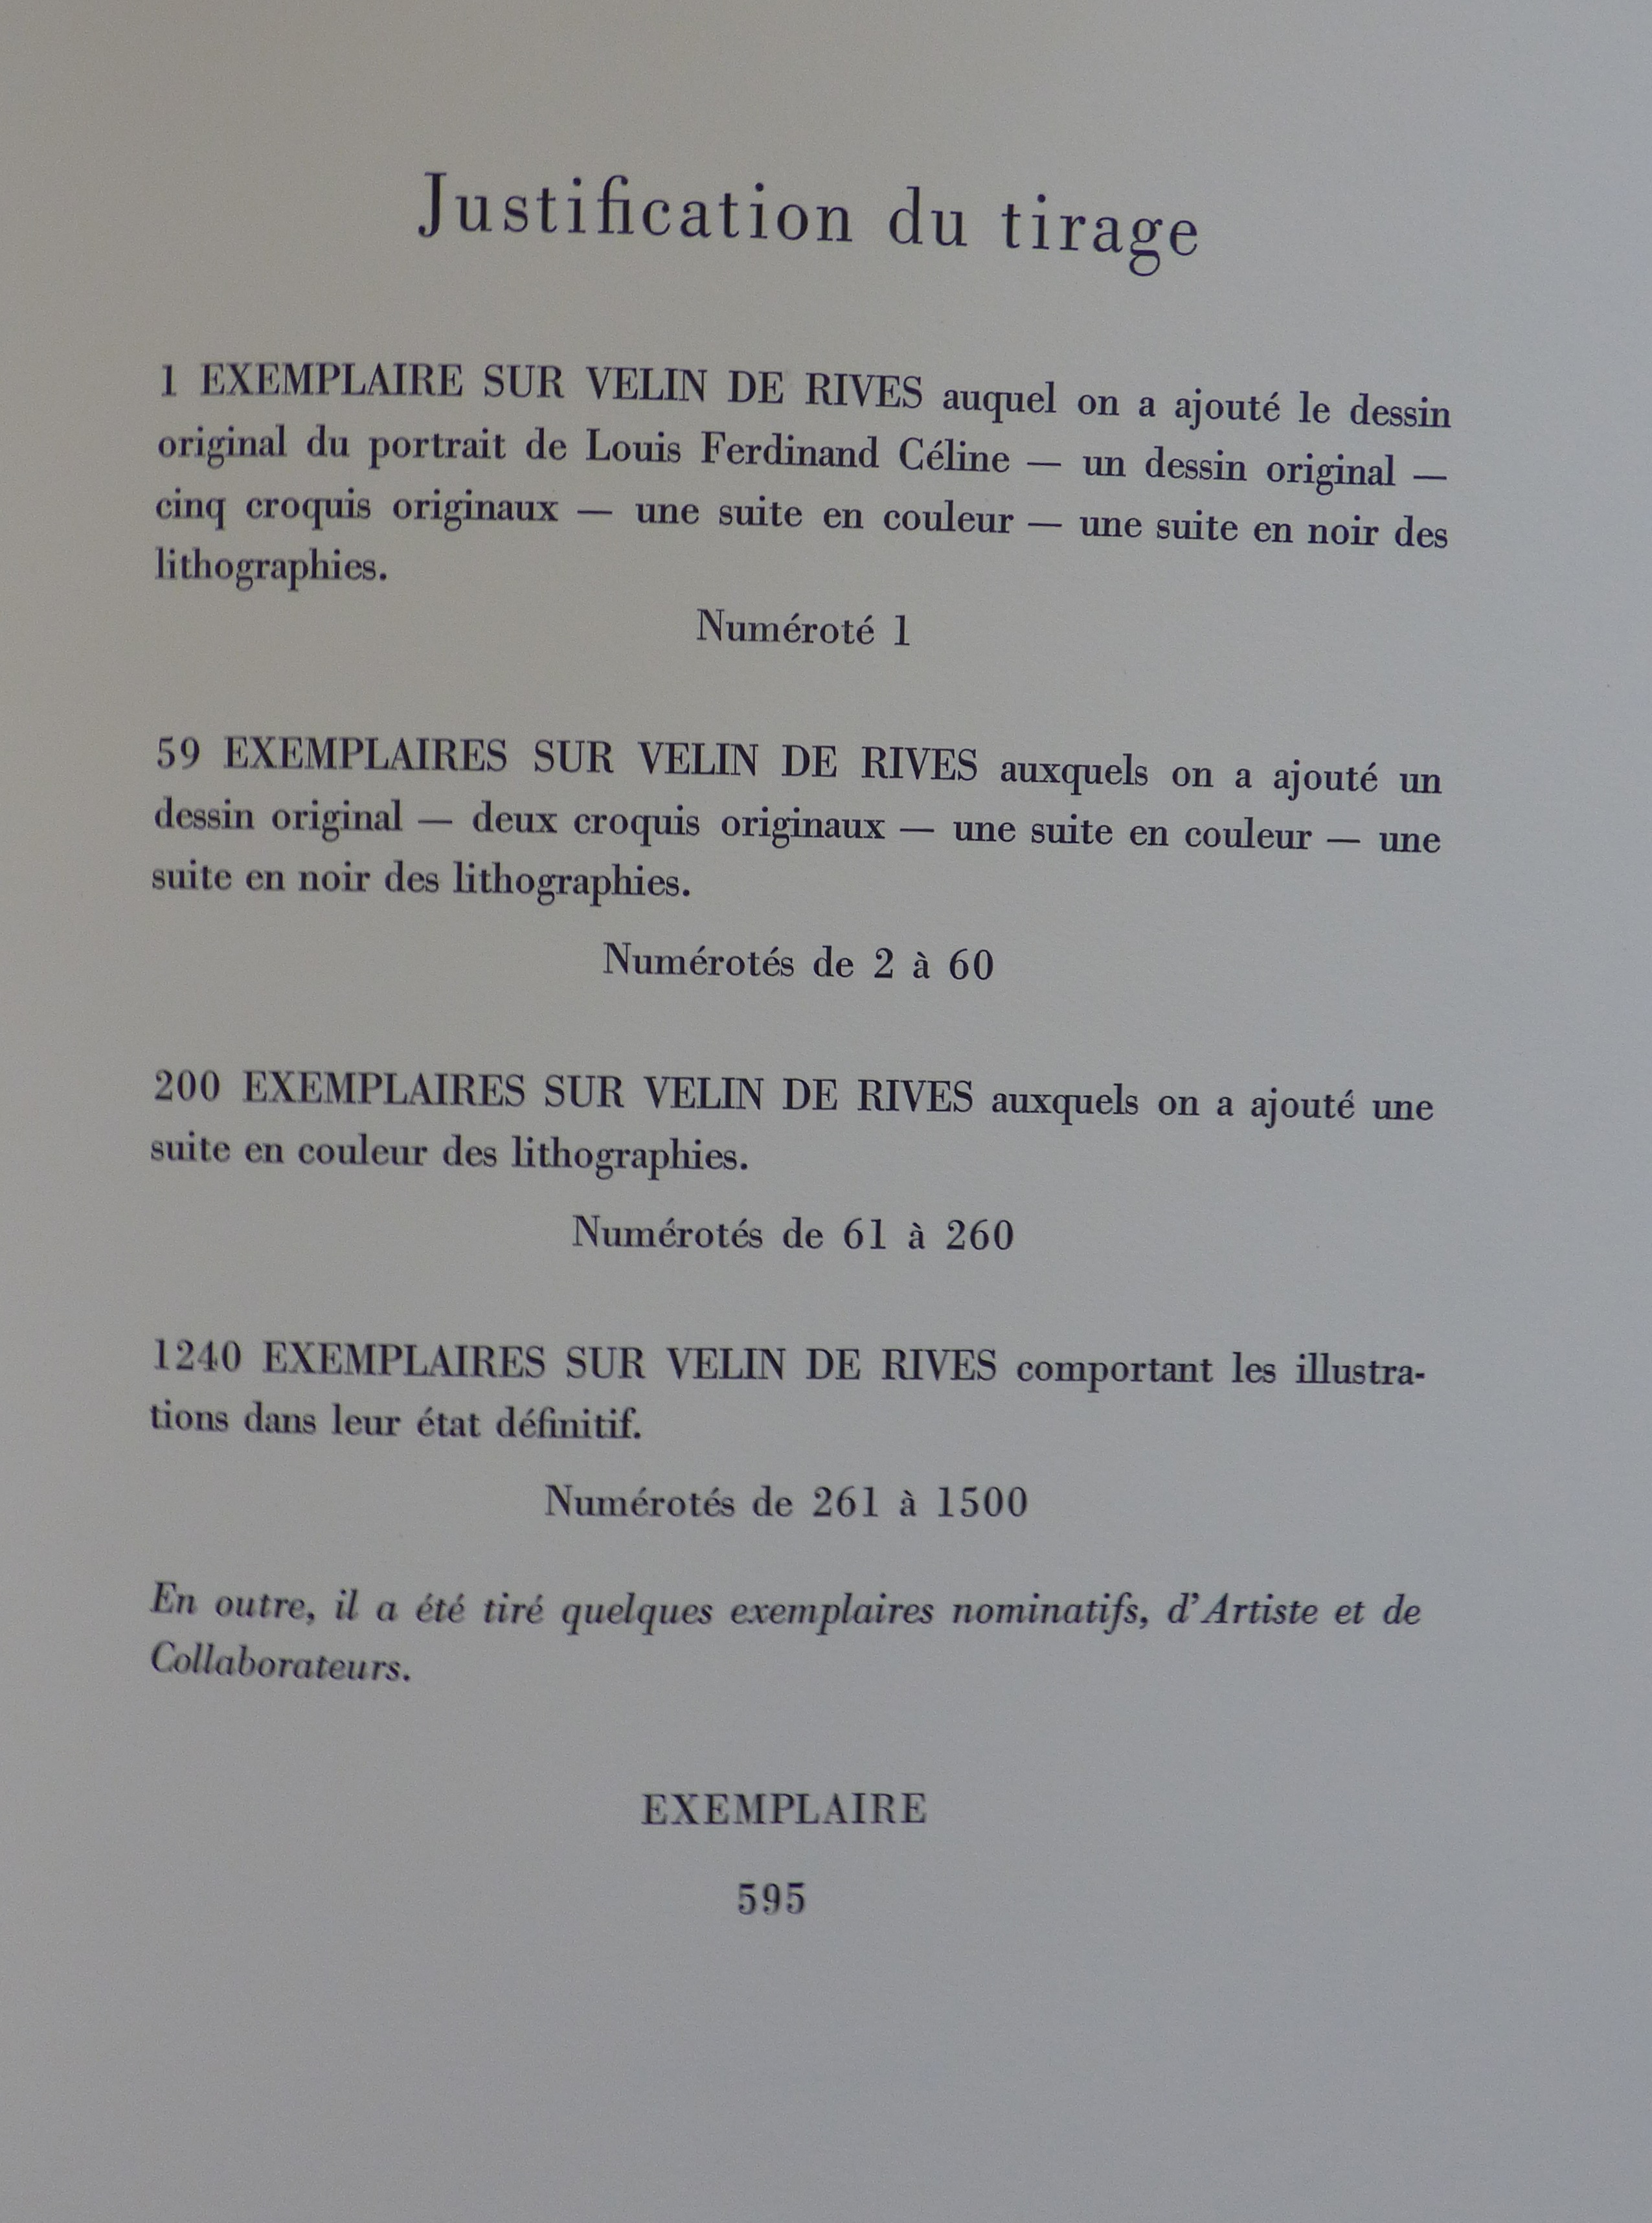 Justification du tirage
1 EXEMPLAIRE SUR VELIN DE RIVES auquel on a ajouté le dessin
original du portrait de Louis Ferdinand Céline — un dessin original —
cinq croquis originaux — une suite en couleur — une suite en noir des
lithographies.
Numéroté 1
59 EXEMPLAIRES SUR VELIN DE RIVES auxquels on a ajouté un
dessin original — deux croquis originaux — une suite en couleur — une
suite en noir des lithographies.
Numérotés de 2 à 60
200 EXEMPLAIRES SUR VELIN DE RIVES auxquels on a ajouté une
suite en couleur des lithographies.
Numérotés de 61 à 260
1240 EXEMPLAIRES SUR VELIN DE RIVES comportant les illustra-
tions dans leur état définitif.
Numérotés de 261 à 1500
En outre, il a été tiré quelques exemplaires nominatifs, d'Artiste et de
Collaborateurs.
EXEMPLAIRE
595